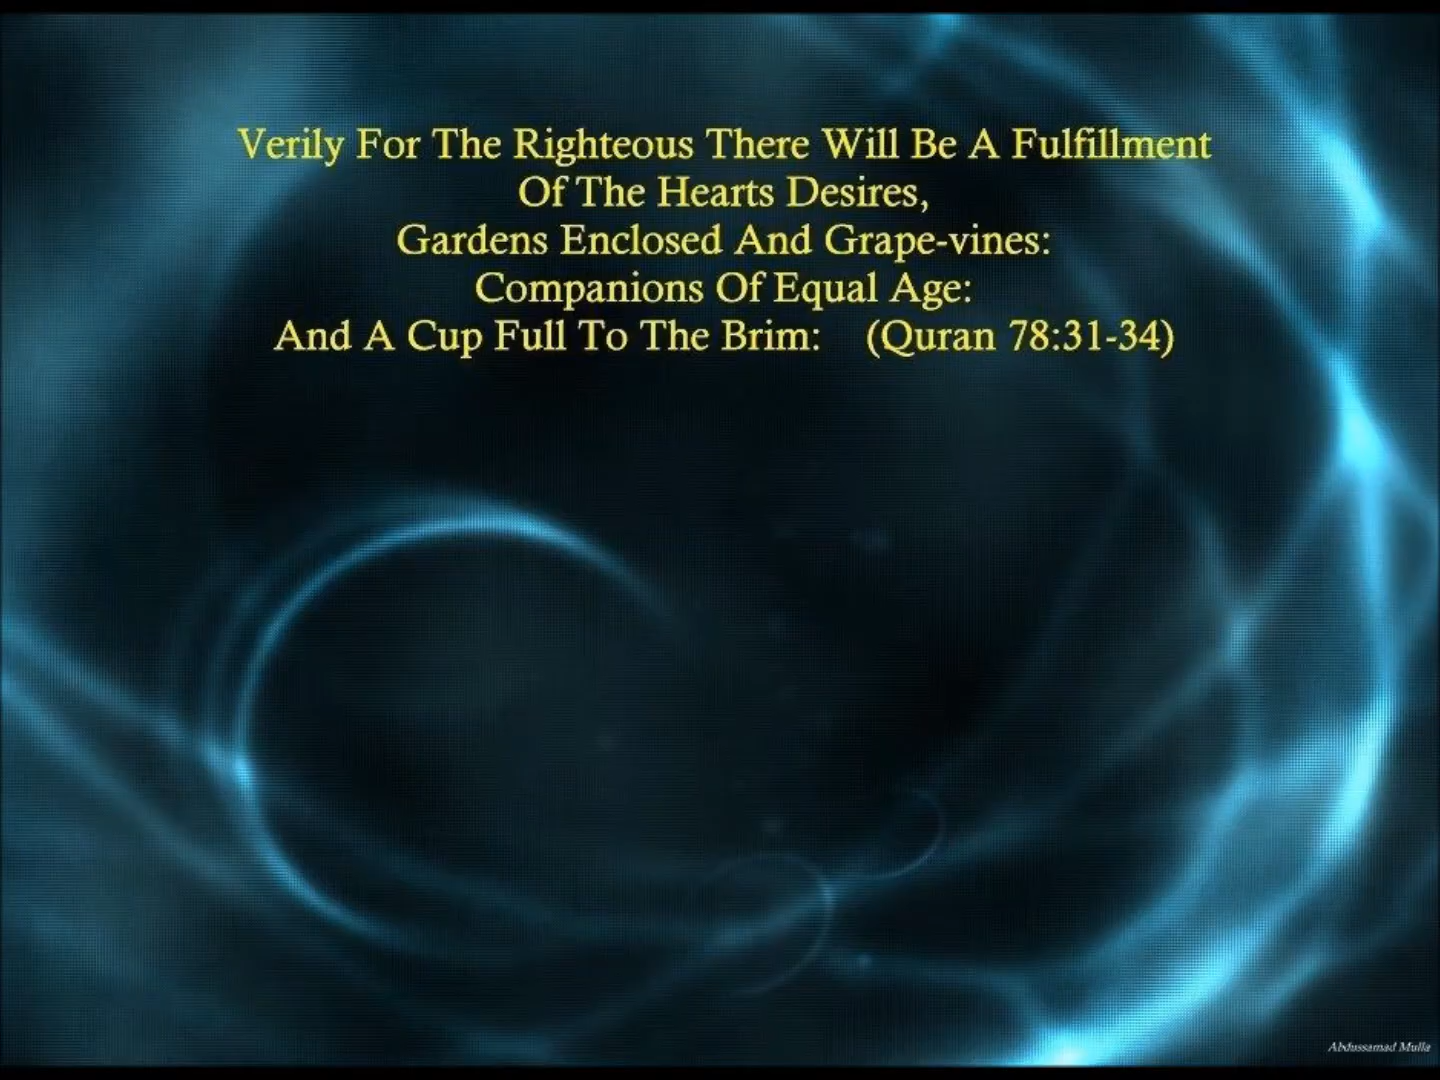 Verily For The Righteous There Will Be A Fulfillment
Of The Hearts Desires,
Gardens Enclosed And Grape-vines:
Companions Of Equal Age:
And A Cup Full To The Brim: (Quran 78:31-34)
Abdussamad Mulla